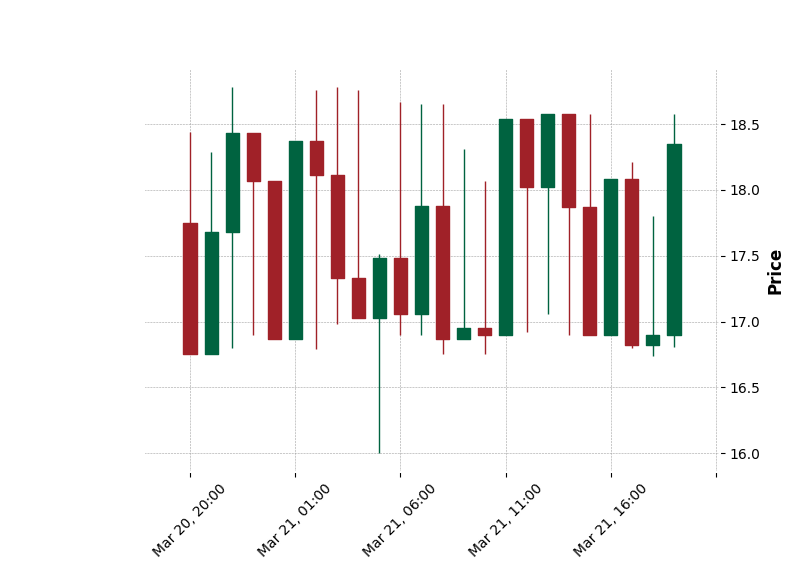 18.5
18.0
17.5
17.0
16.5
16.0
Price
Mar 20, 20:00
Mar 21, 01:00
Mar 21, 06:00
Mar 21, 11:00
Mar 21, 16:00